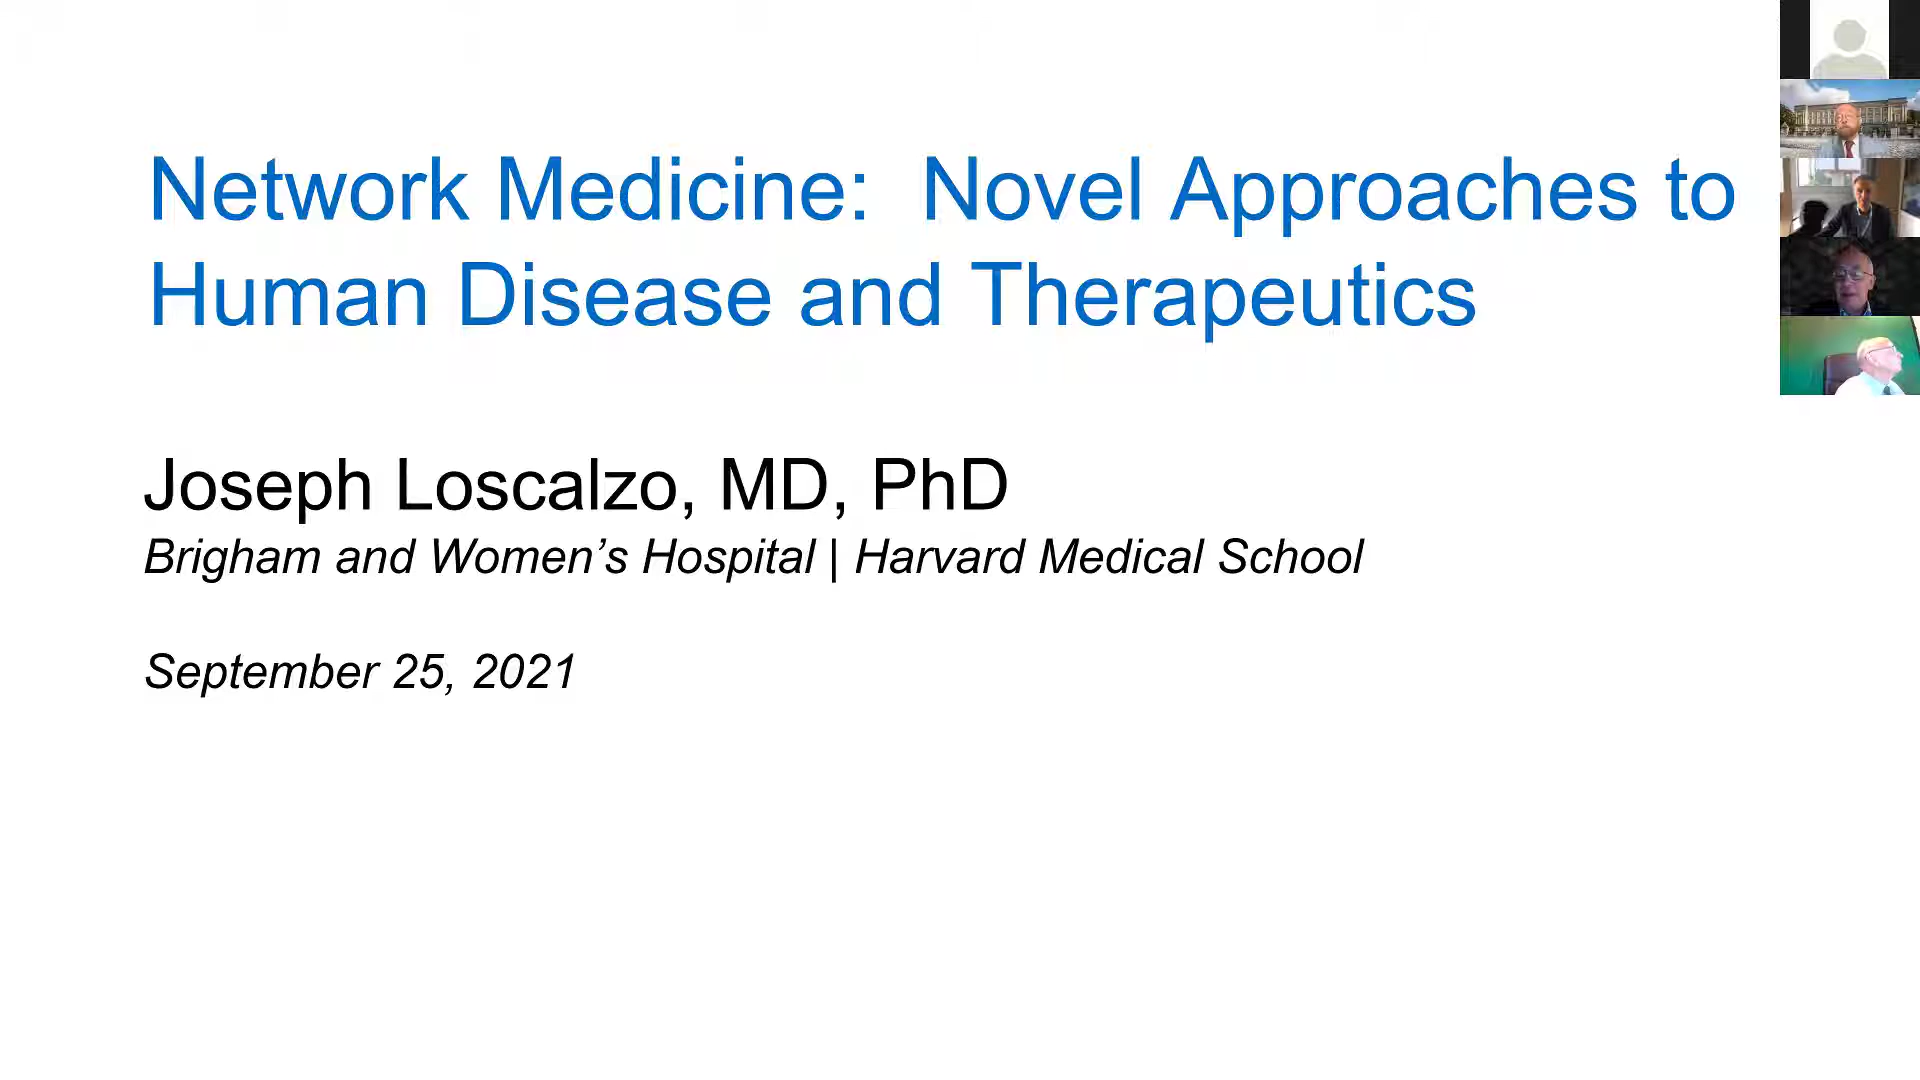 Network Medicine:  Novel Approaches to
Human Disease and Therapeutics
Joseph Loscalzo, MD, PhD
Brigham and Women’s Hospital | Harvard Medical School
September 25, 2021